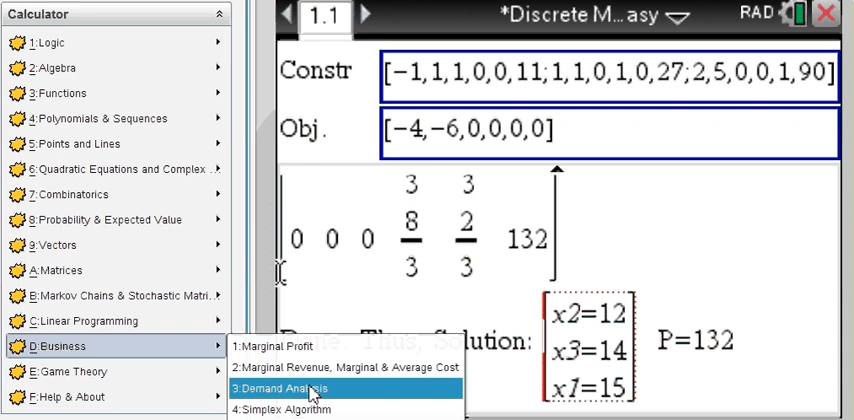 Calculator
1:Logic
2:Algebra
3:Functions
4:Polynomials & Sequences
5:Points and Lines
6:Quadratic Equations and Complex ...
7:Combinatorics
8:Probability & Expected Value
9:Vectors
A:Matrices
B:Markov Chains & Stochastic Matri...
C:Linear Programming
D:Business
E:Game Theory
F:Help & About
1:Marginal Profit
2:Marginal Revenue, Marginal & Average Cost
3:Demand Analysis
4:Simplex Algorithm
1.1
*Discrete M...asy
RAD
Constr
[−1,1,1,0,0,11;1,1,0,1,0,27;2,5,0,0,1,90]
Obj.
[−4,−6,0,0,0,0]
3 3
0 0 0 8/3 2/3 132
Done. Thus, Solution:
x2=12
x3=14
x1=15
P=132